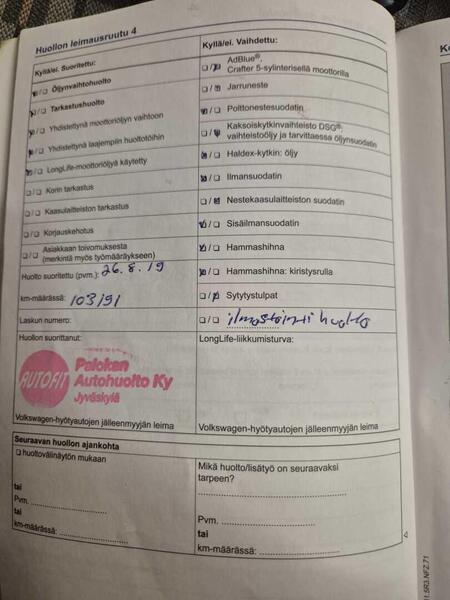 Huollon leimausruutu 4
Kyllä/ei. Suoritettu:
Öljynvaihtohuolto
Tarkastushuolto
Yhdistettynä moottoriöljyn vaihtoon
Yhdistettynä laajempiin huoltotöihin
LongLife-moottoriöljyä käytetty
Korin tarkastus
Kaasulaitteiston tarkastus
Korjauskehotus
Asiakkaan toivomuksesta
(merkintä myös työmääräykseen)
Huolto suoritettu (pvm.): 26.8.19
km-määrässä: 103191
Laskun numero:
Huollon suorittanut:
AUTOFIT
Palokan
Autohuolto Ky
Jyväskylä
Volkswagen-hyötyautojen jälleenmyyjän leima
Kyllä/ei. Vaihdettu:
AdBlue®,
Crafter 5-sylinterisellä moottorilla
Jarruneste
Polttonestesuodatin
Kaksoiskytkinvaihteisto DSG®:
vaihteistoöljy ja tarvittaessa öljynsuodatin
Haldex-kytkin: öljy
Ilmansuodatin
Nestekaasulaitteiston suodatin
Sisäilmansuodatin
Hammashihna
Hammashihna: kiristysrulla
Sytytystulpat
ilmastointi huolto
LongLife-liikkumisturva:
Volkswagen-hyötyautojen jälleenmyyjän leima
Seuraavan huollon ajankohta
huoltovälinäytön mukaan
tai
Pvm.
tai
km-määrässä:
Mikä huolto/lisätyö on seuraavaksi
tarpeen?
Pvm.
tai
km-määrässä: